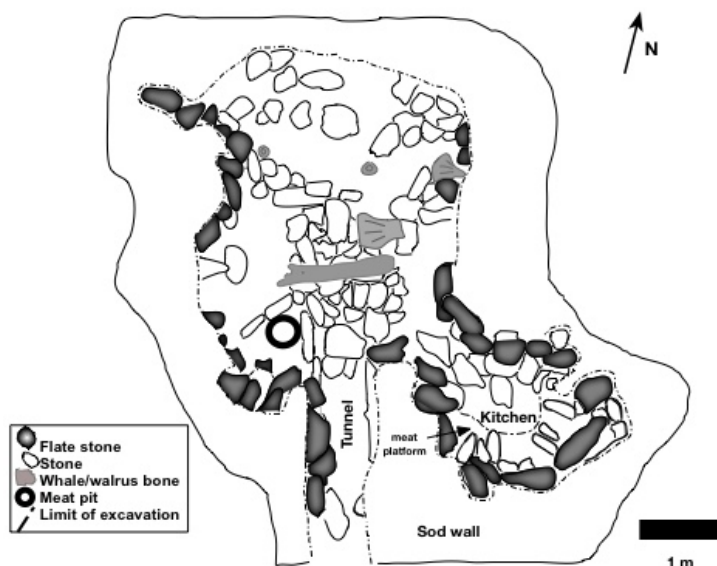 N
Tunnel
Kitchen
meat
platform
Flate stone
Stone
Whale/walrus bone
Meat pit
Limit of excavation
Sod wall
1 m